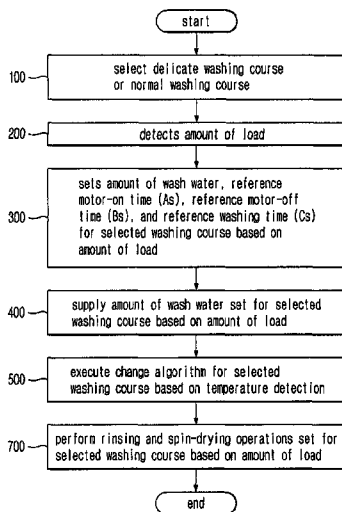 start
100
select delicate washing course
or normal washing course
200
detects amount of load
300
sets amount of wash water, reference
motor-on time (As), reference motor-off
time (Bs), and reference washing time (Cs)
for selected washing course based on
amount of load
400
supply amount of wash water set for selected
washing course based on amount of load
500
execute change algorithm for selected
washing course based on temperature detection
700
perform rinsing and spin-drying operations set for
selected washing course based on amount of load
end